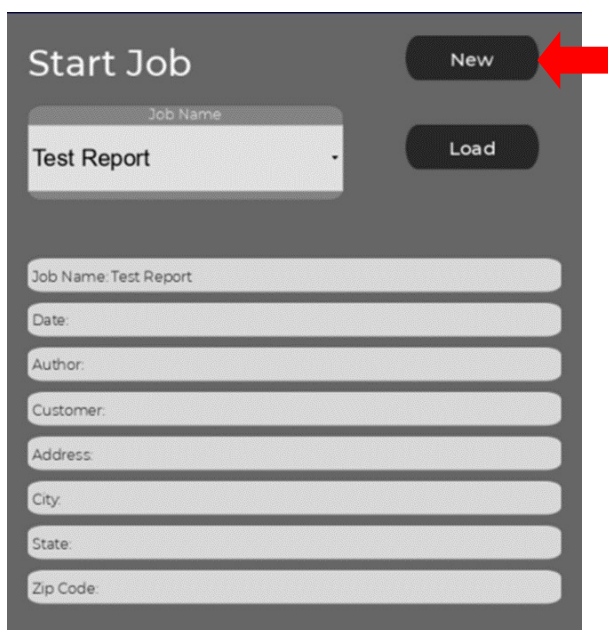 Start Job
New
Job Name
Test Report
Load
Job Name: Test Report
Date:
Author:
Customer:
Address:
City:
State:
Zip Code: